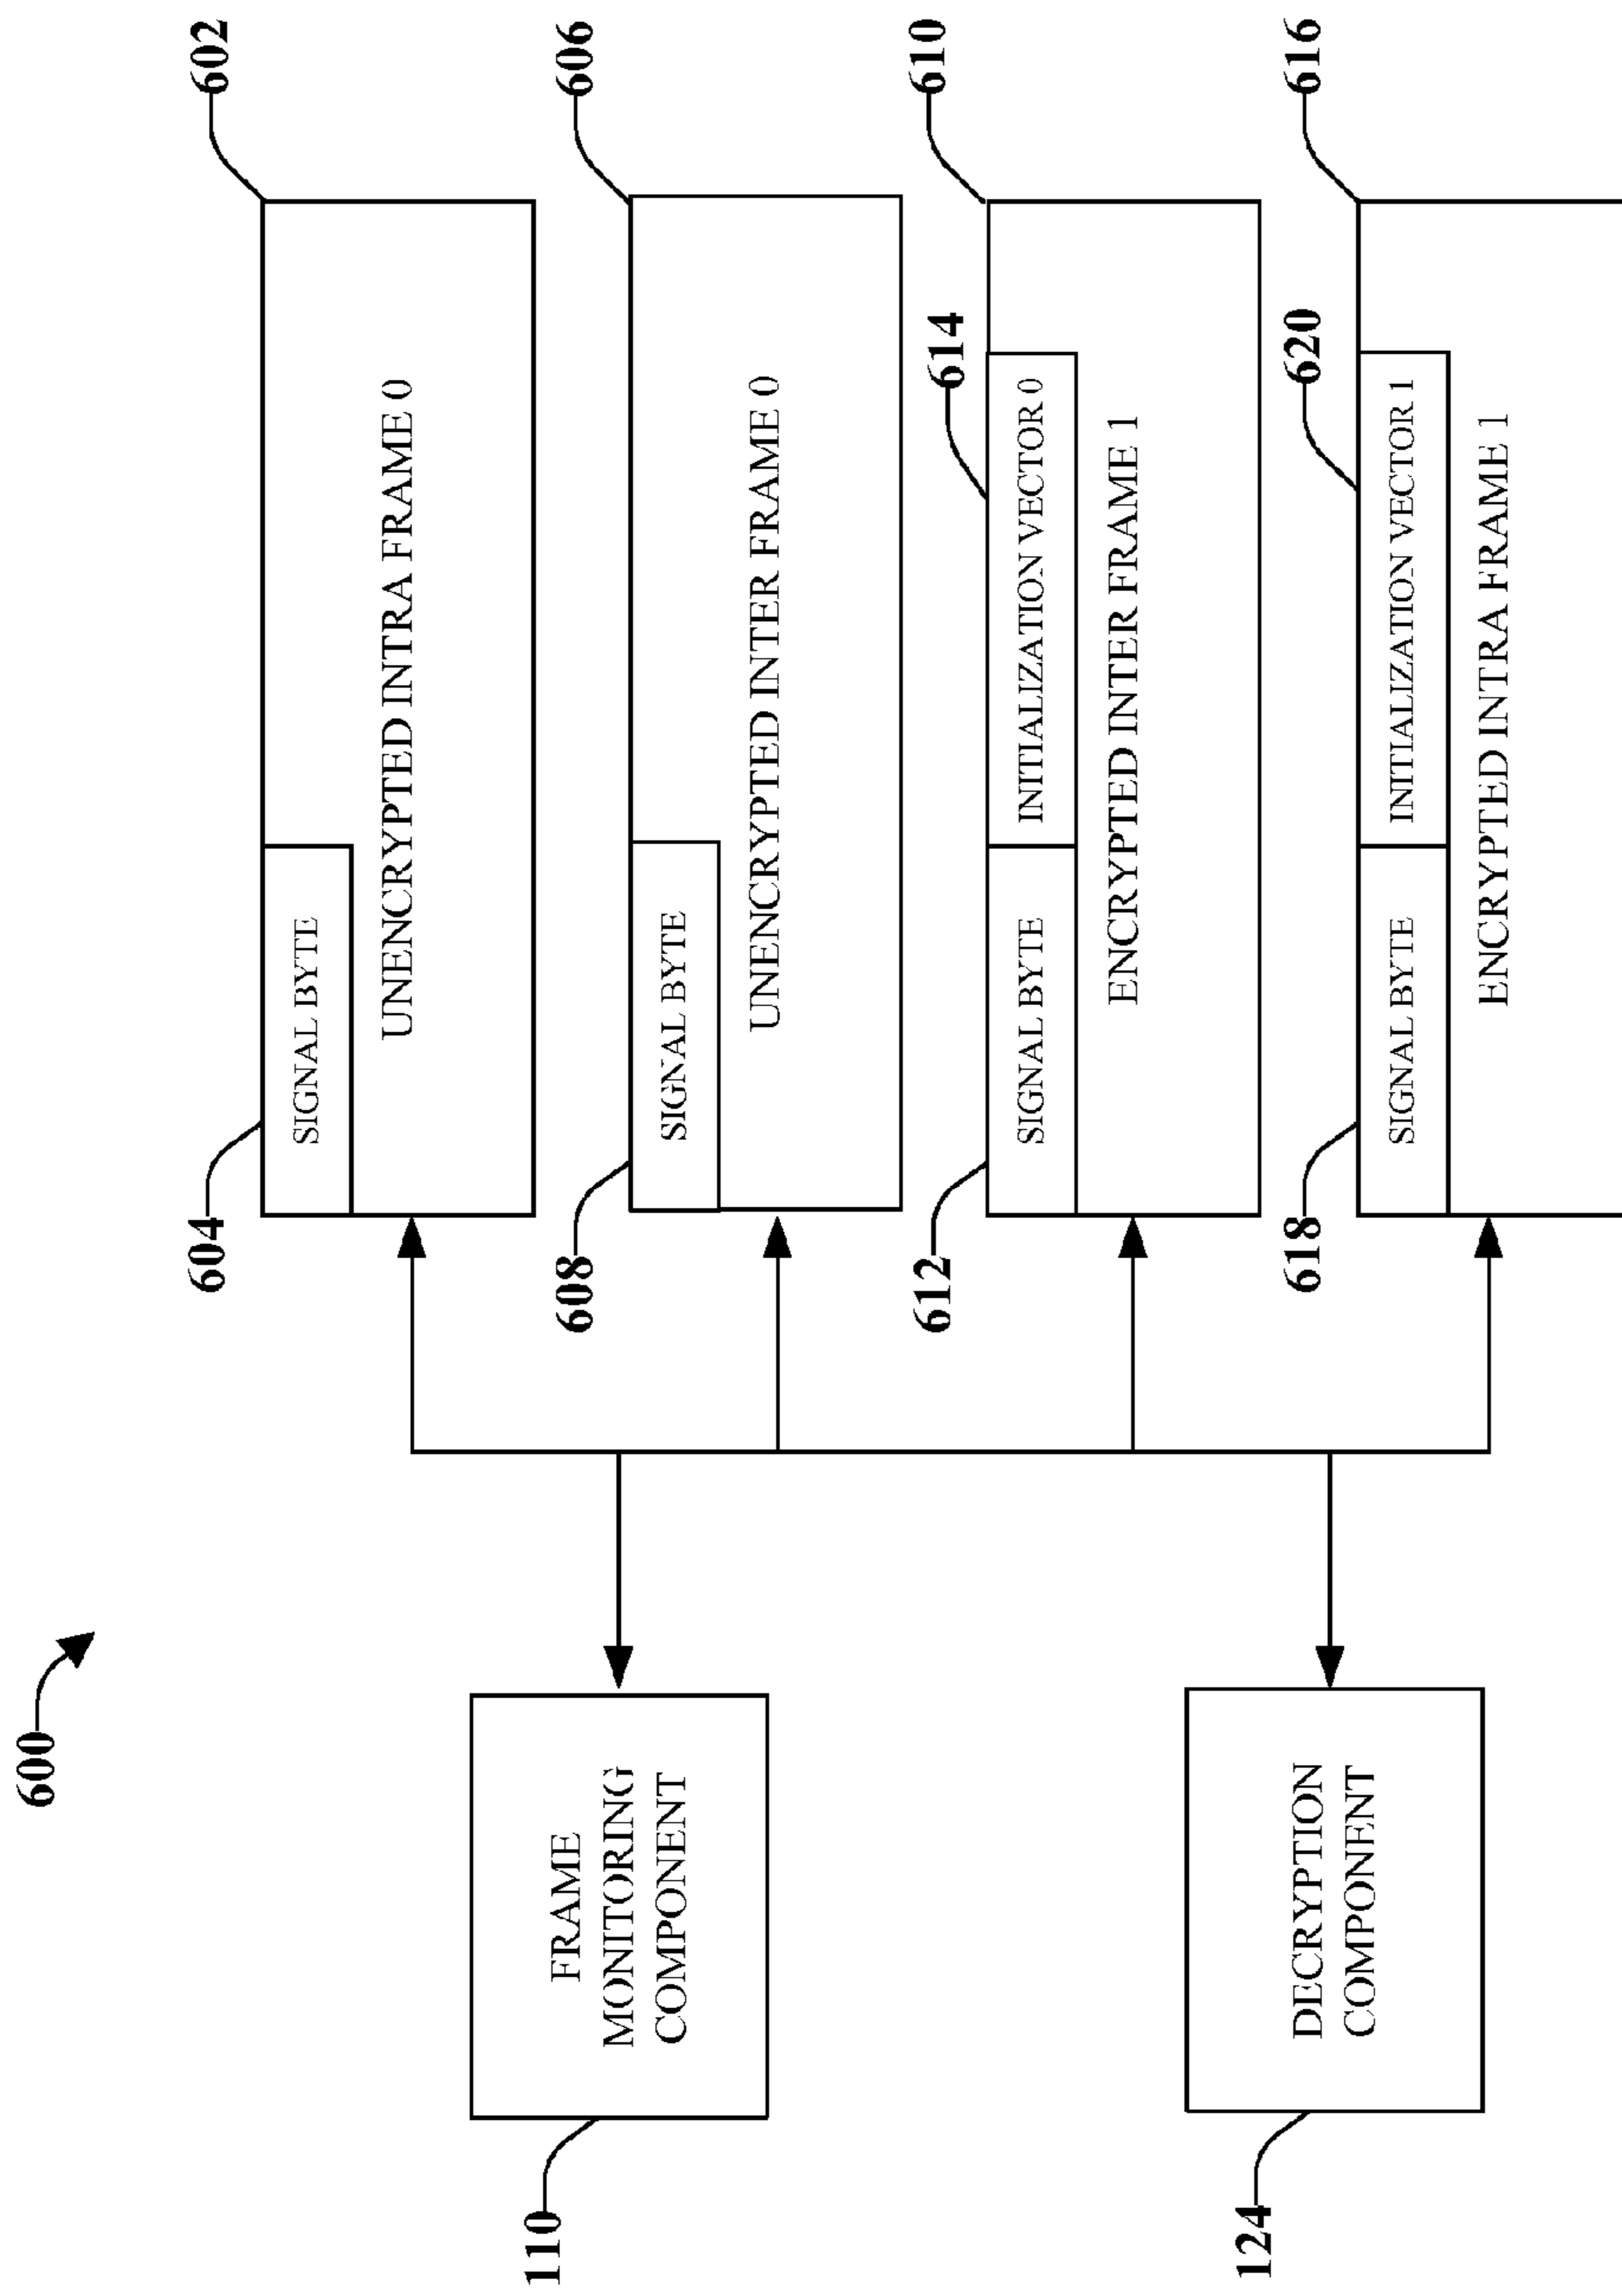 600
602
604
SIGNAL BYTE
UNENCRYPTED INTRA FRAME 0
110
FRAME
MONITORING
COMPONENT
606
608
SIGNAL BYTE
UNENCRYPTED INTER FRAME 0
610
612
614
SIGNAL BYTE
INITIALIZATION VECTOR 0
ENCRYPTED INTER FRAME 1
124
DECRYPTION
COMPONENT
616
618
620
SIGNAL BYTE
INITIALIZATION VECTOR 1
ENCRYPTED INTRA FRAME 1